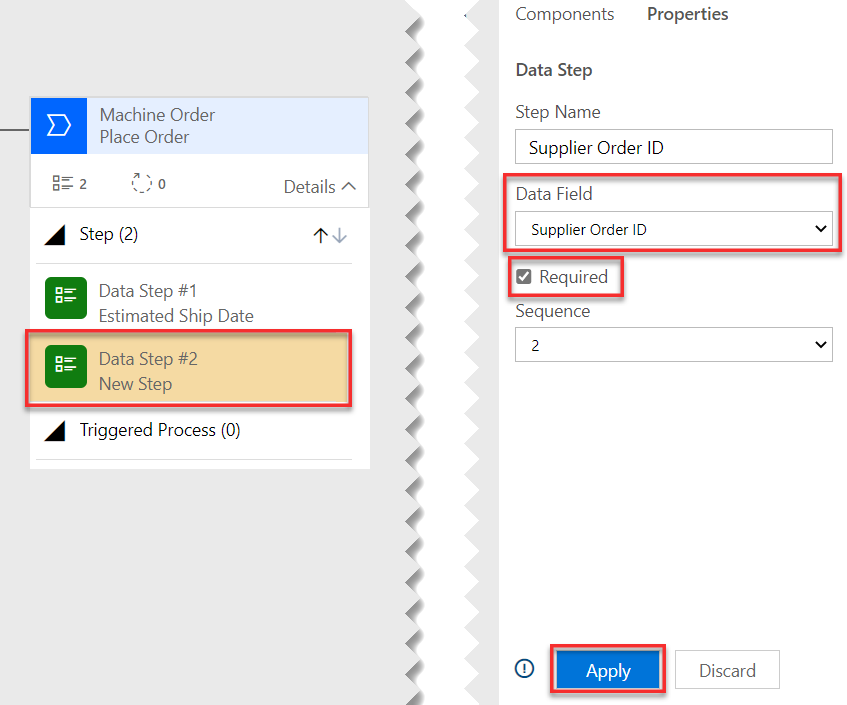 Machine Order
Place Order
2
0
Details
Step (2)
Data Step #1
Estimated Ship Date
Data Step #2
New Step
Triggered Process (0)
Components
Properties
Data Step
Step Name
Supplier Order ID
Data Field
Supplier Order ID
Required
Sequence
2
Apply
Discard